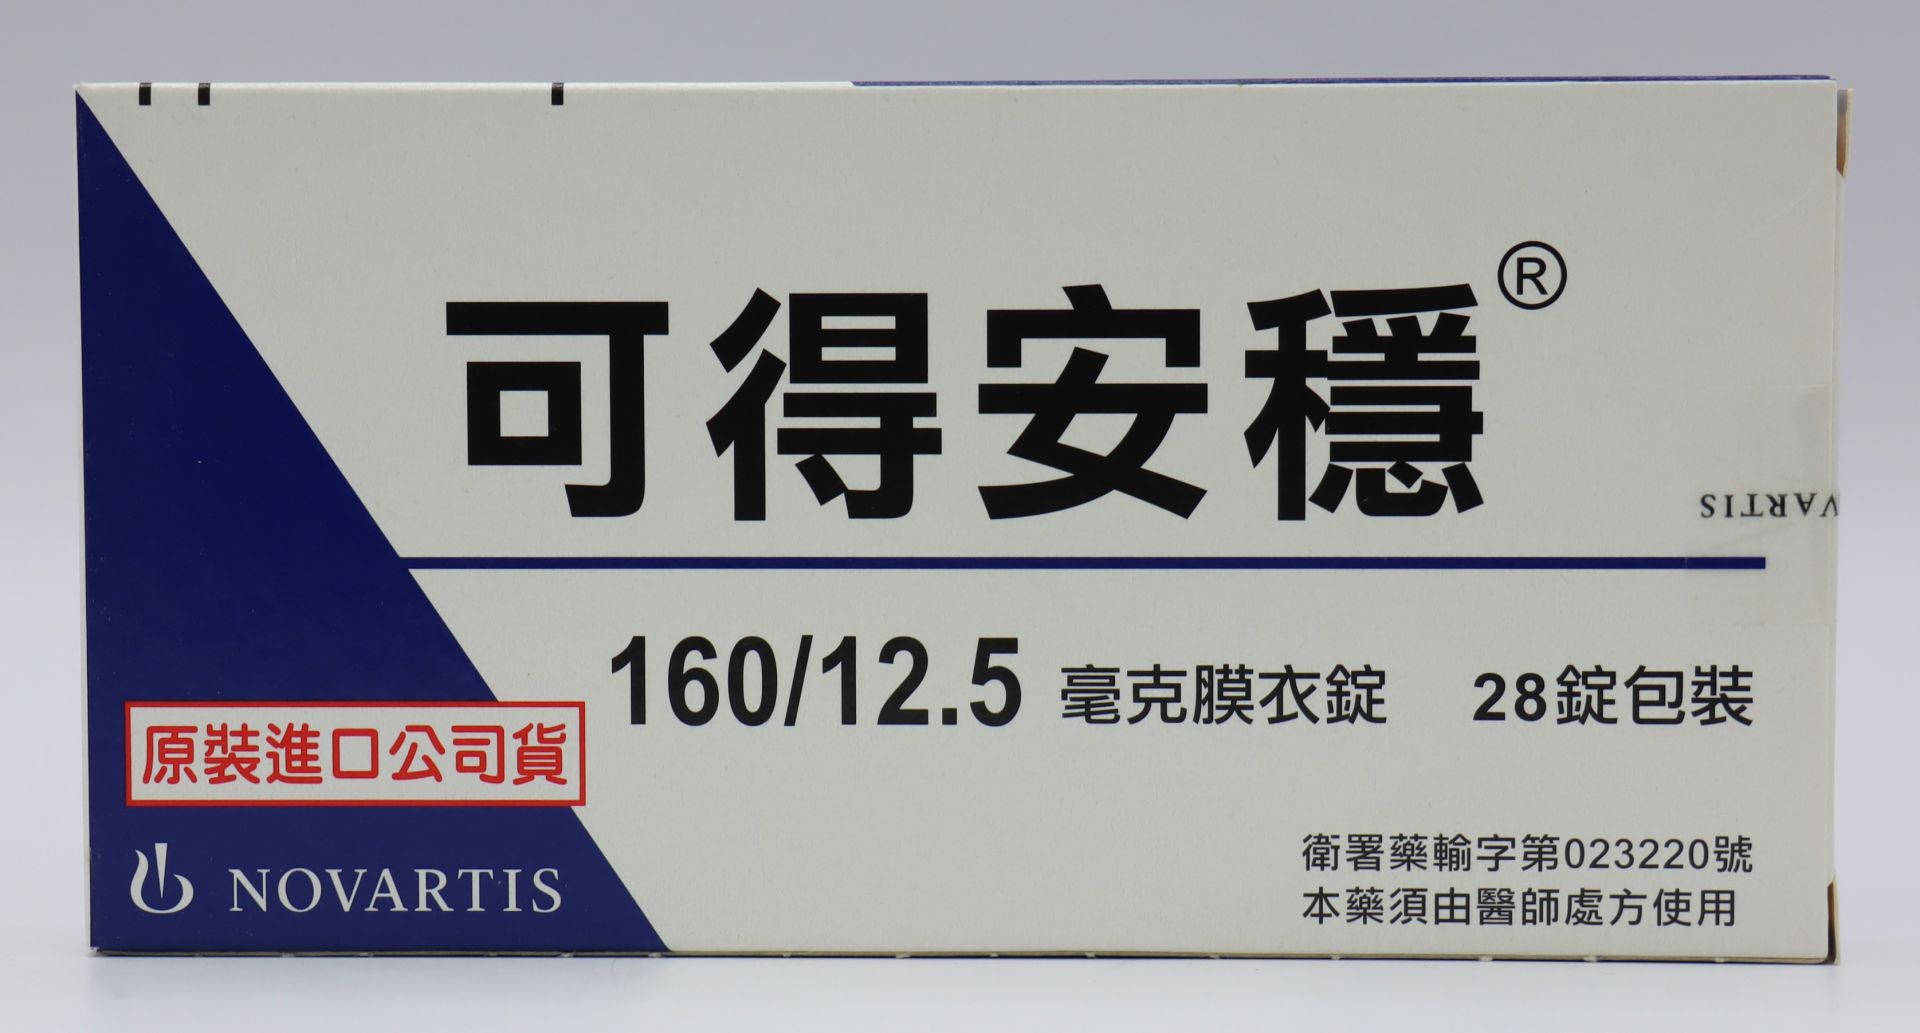 可得安穩®
VARTIS
160/12.5 毫克膜衣錠 28錠包裝
原裝進口公司貨
NOVARTIS
衛署藥輸字第023220號
本藥須由醫師處方使用